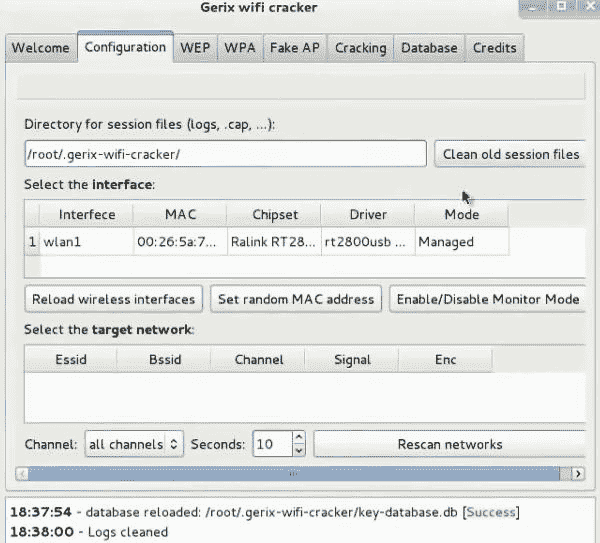 Gerix wifi cracker
Welcome Configuration WEP WPA Fake AP Cracking Database Credits
Directory for session files (logs, .cap, ...):
/root/.gerix-wifi-cracker/ Clean old session files
Select the interface:
Interfece MAC Chipset Driver Mode
1 wlan1 00:26:5a:7... Ralink RT28... rt2800usb ... Managed
Reload wireless interfaces Set random MAC address Enable/Disable Monitor Mode
Select the target network:
Essid Bssid Channel Signal Enc
Channel: all channels Seconds: 10 Rescan networks
18:37:54 - database reloaded: /root/.gerix-wifi-cracker/key-database.db [Success]
18:38:00 - Logs cleaned